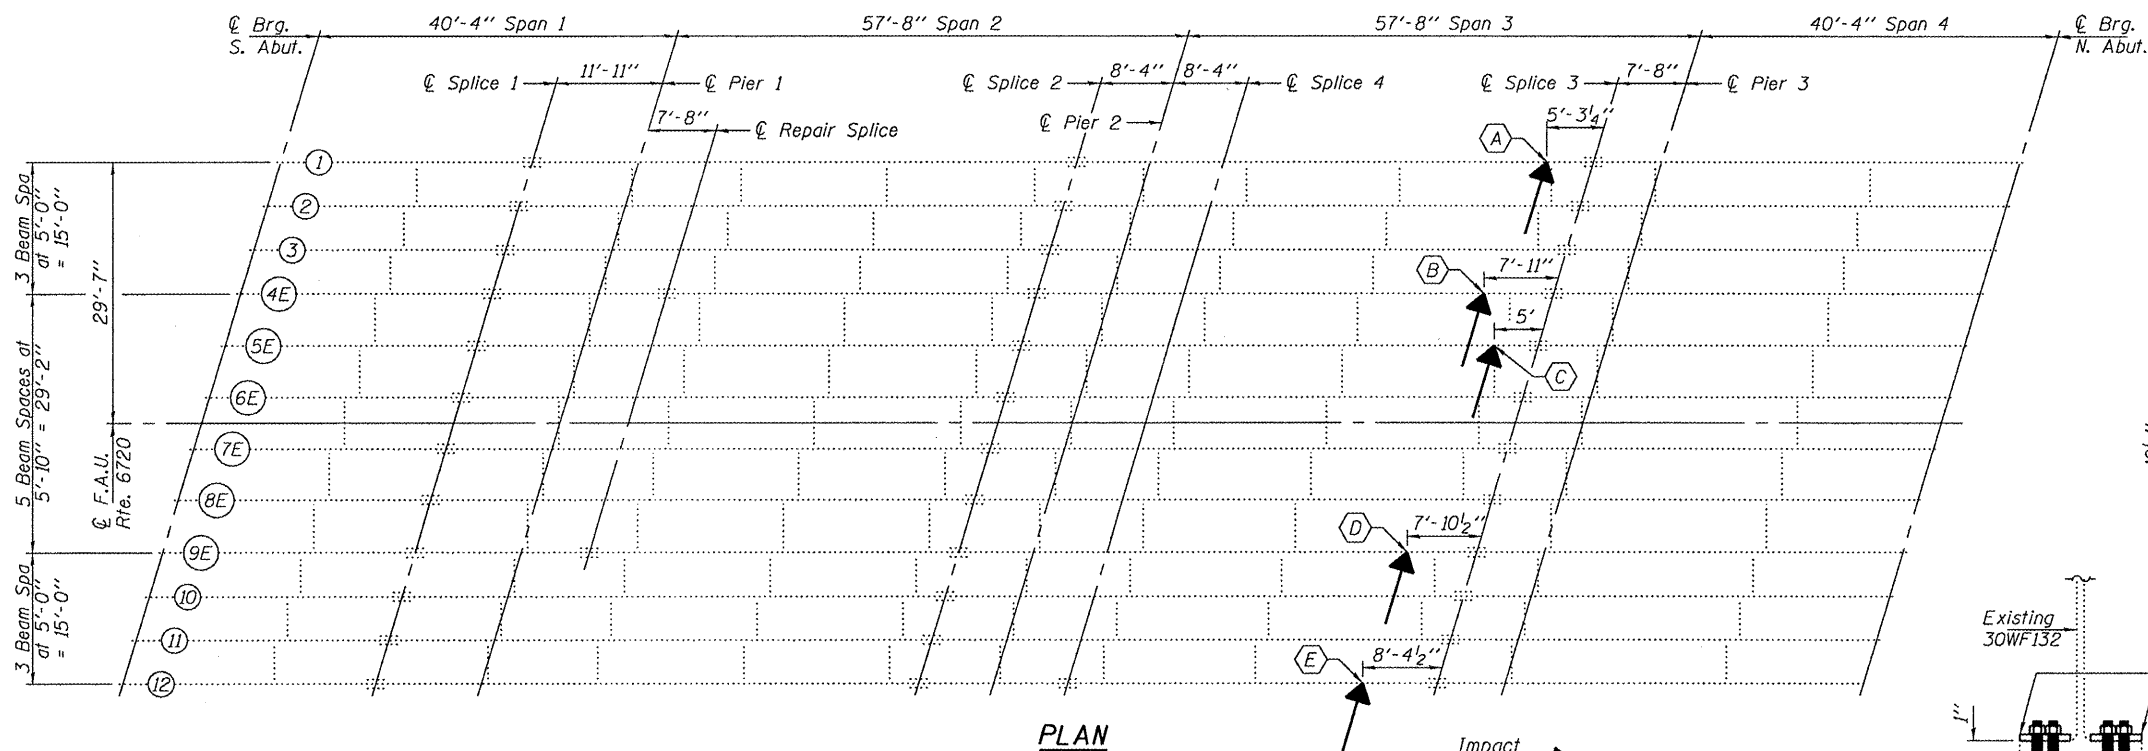 ℄ Brg.
S. Abut.
40'-4" Span 1
57'-8" Span 2
57'-8" Span 3
40'-4" Span 4
℄ Brg.
N. Abut.
℄ Splice 1
11'-11"
℄ Pier 1
℄ Splice 2
8'-4"
8'-4"
℄ Splice 4
℄ Splice 3
7'-8"
℄ Pier 3
7'-8"
℄ Repair Splice
℄ Pier 2
5'-3¼"
A
1
2
3
4E
5E
6E
7E
8E
9E
10
11
12
3 Beam Spa
at 5'-0"
= 15'-0"
29'-7"
5 Beam Spaces at
5'-10" = 29'-2"
℄ F.A.U.
Rte. 6720
3 Beam Spa
at 5'-0"
= 15'-0"
B
7'-11"
5'
C
D
7'-10½"
E
8'-4½"
PLAN
Impact
Existing
30WF132
1"